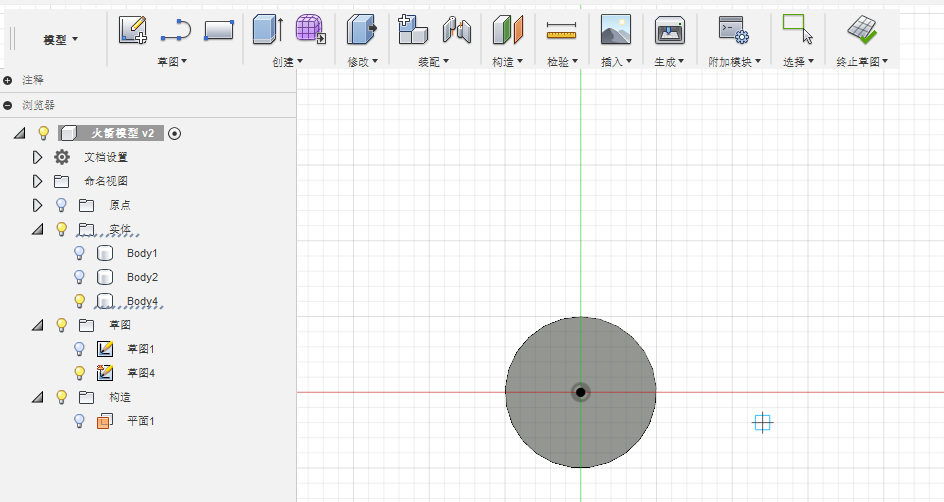 模型
草图
创建
修改
装配
构造
检验
插入
生成
附加模块
选择
终止草图
注释
浏览器
火箭模型 v2
文档设置
命名视图
原点
实体
Body1
Body2
Body4
草图
草图1
草图4
构造
平面1